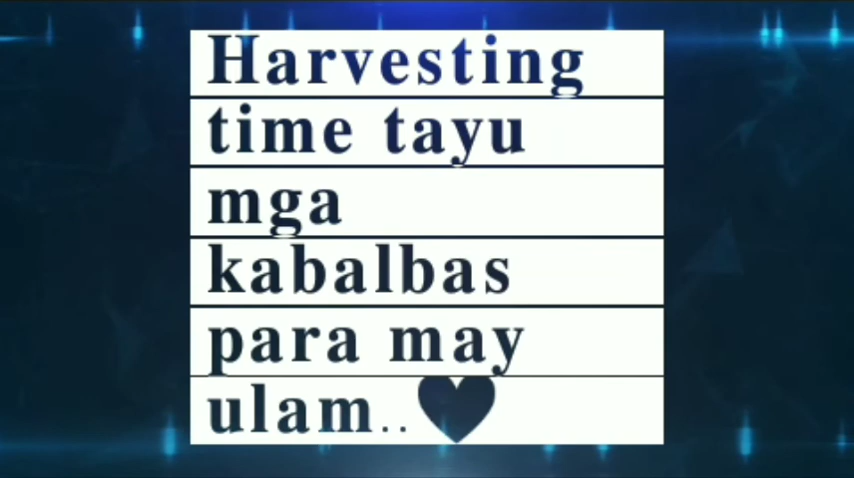 Harvesting
time tayu
mga
kabalbas
para may
ulam.. ♥